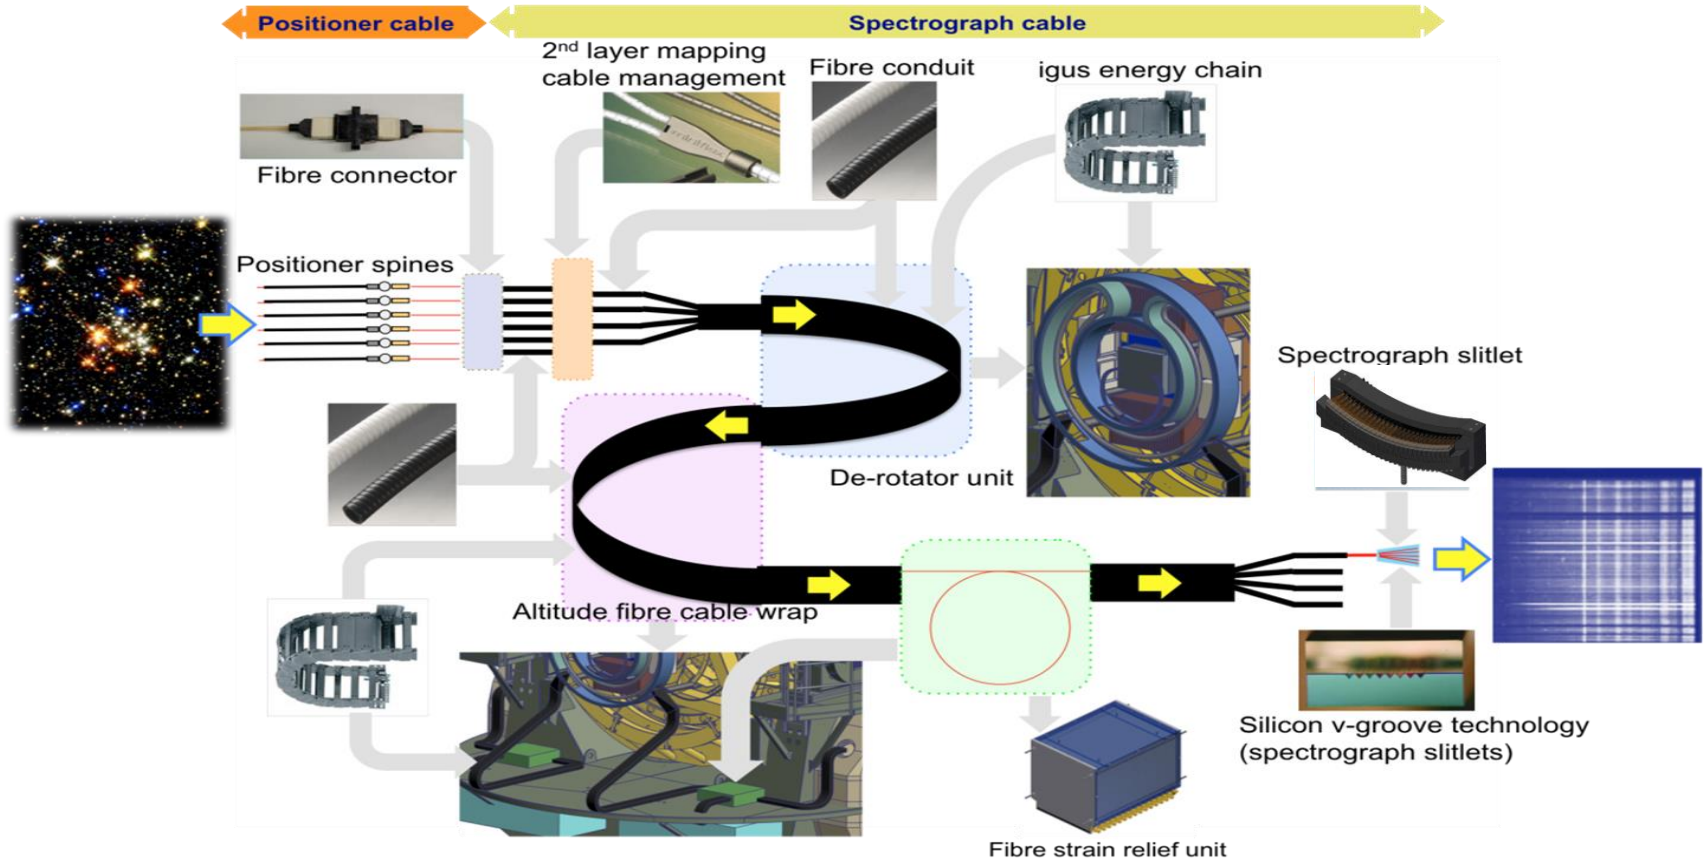 Positioner cable
Spectrograph cable
2nd layer mapping
cable management
Fibre conduit
igus energy chain
Fibre connector
Positioner spines
Spectrograph slitlet
De-rotator unit
Altitude fibre cable wrap
Silicon v-groove technology
(spectrograph slitlets)
Fibre strain relief unit